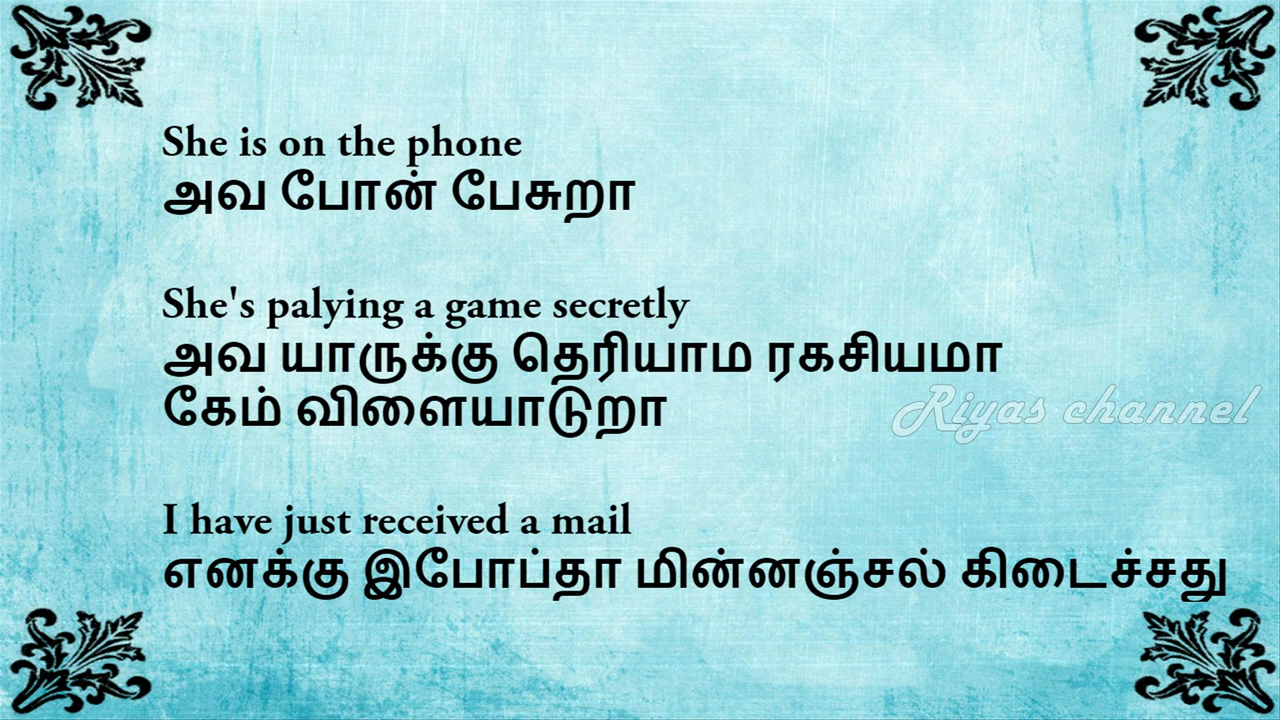 She is on the phone
அவ போன் பேசுறா
She's palying a game secretly
அவ யாருக்கு தெரியாம ரகசியமா
கேம் விளையாடுறா
Riyas channel
I have just received a mail
எனக்கு இபோப்தா மின்னஞ்சல் கிடைச்சது